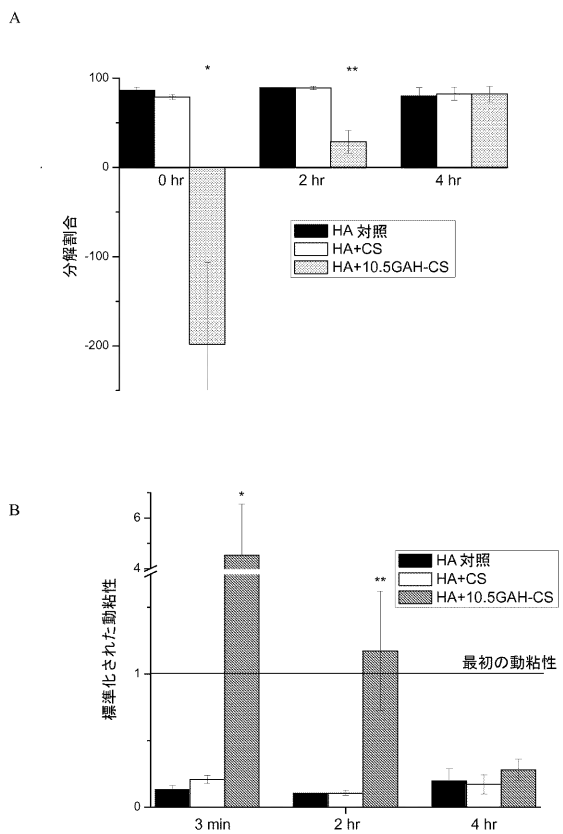 A
* **
100
0
-100
-200
分解割合
0 hr 2 hr 4 hr
HA 対照
HA+CS
HA+10.5GAH-CS
B
*
**
6
4
1
0
標準化された動粘性
HA 対照
HA+CS
HA+10.5GAH-CS
最初の動粘性
3 min 2 hr 4 hr